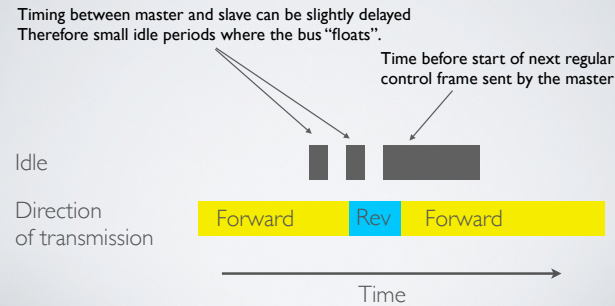 Timing between master and slave can be slightly delayed
Therefore small idle periods where the bus “floats”.
Time before start of next regular
control frame sent by the master
Idle
Direction
of transmission
Forward
Rev
Forward
Time